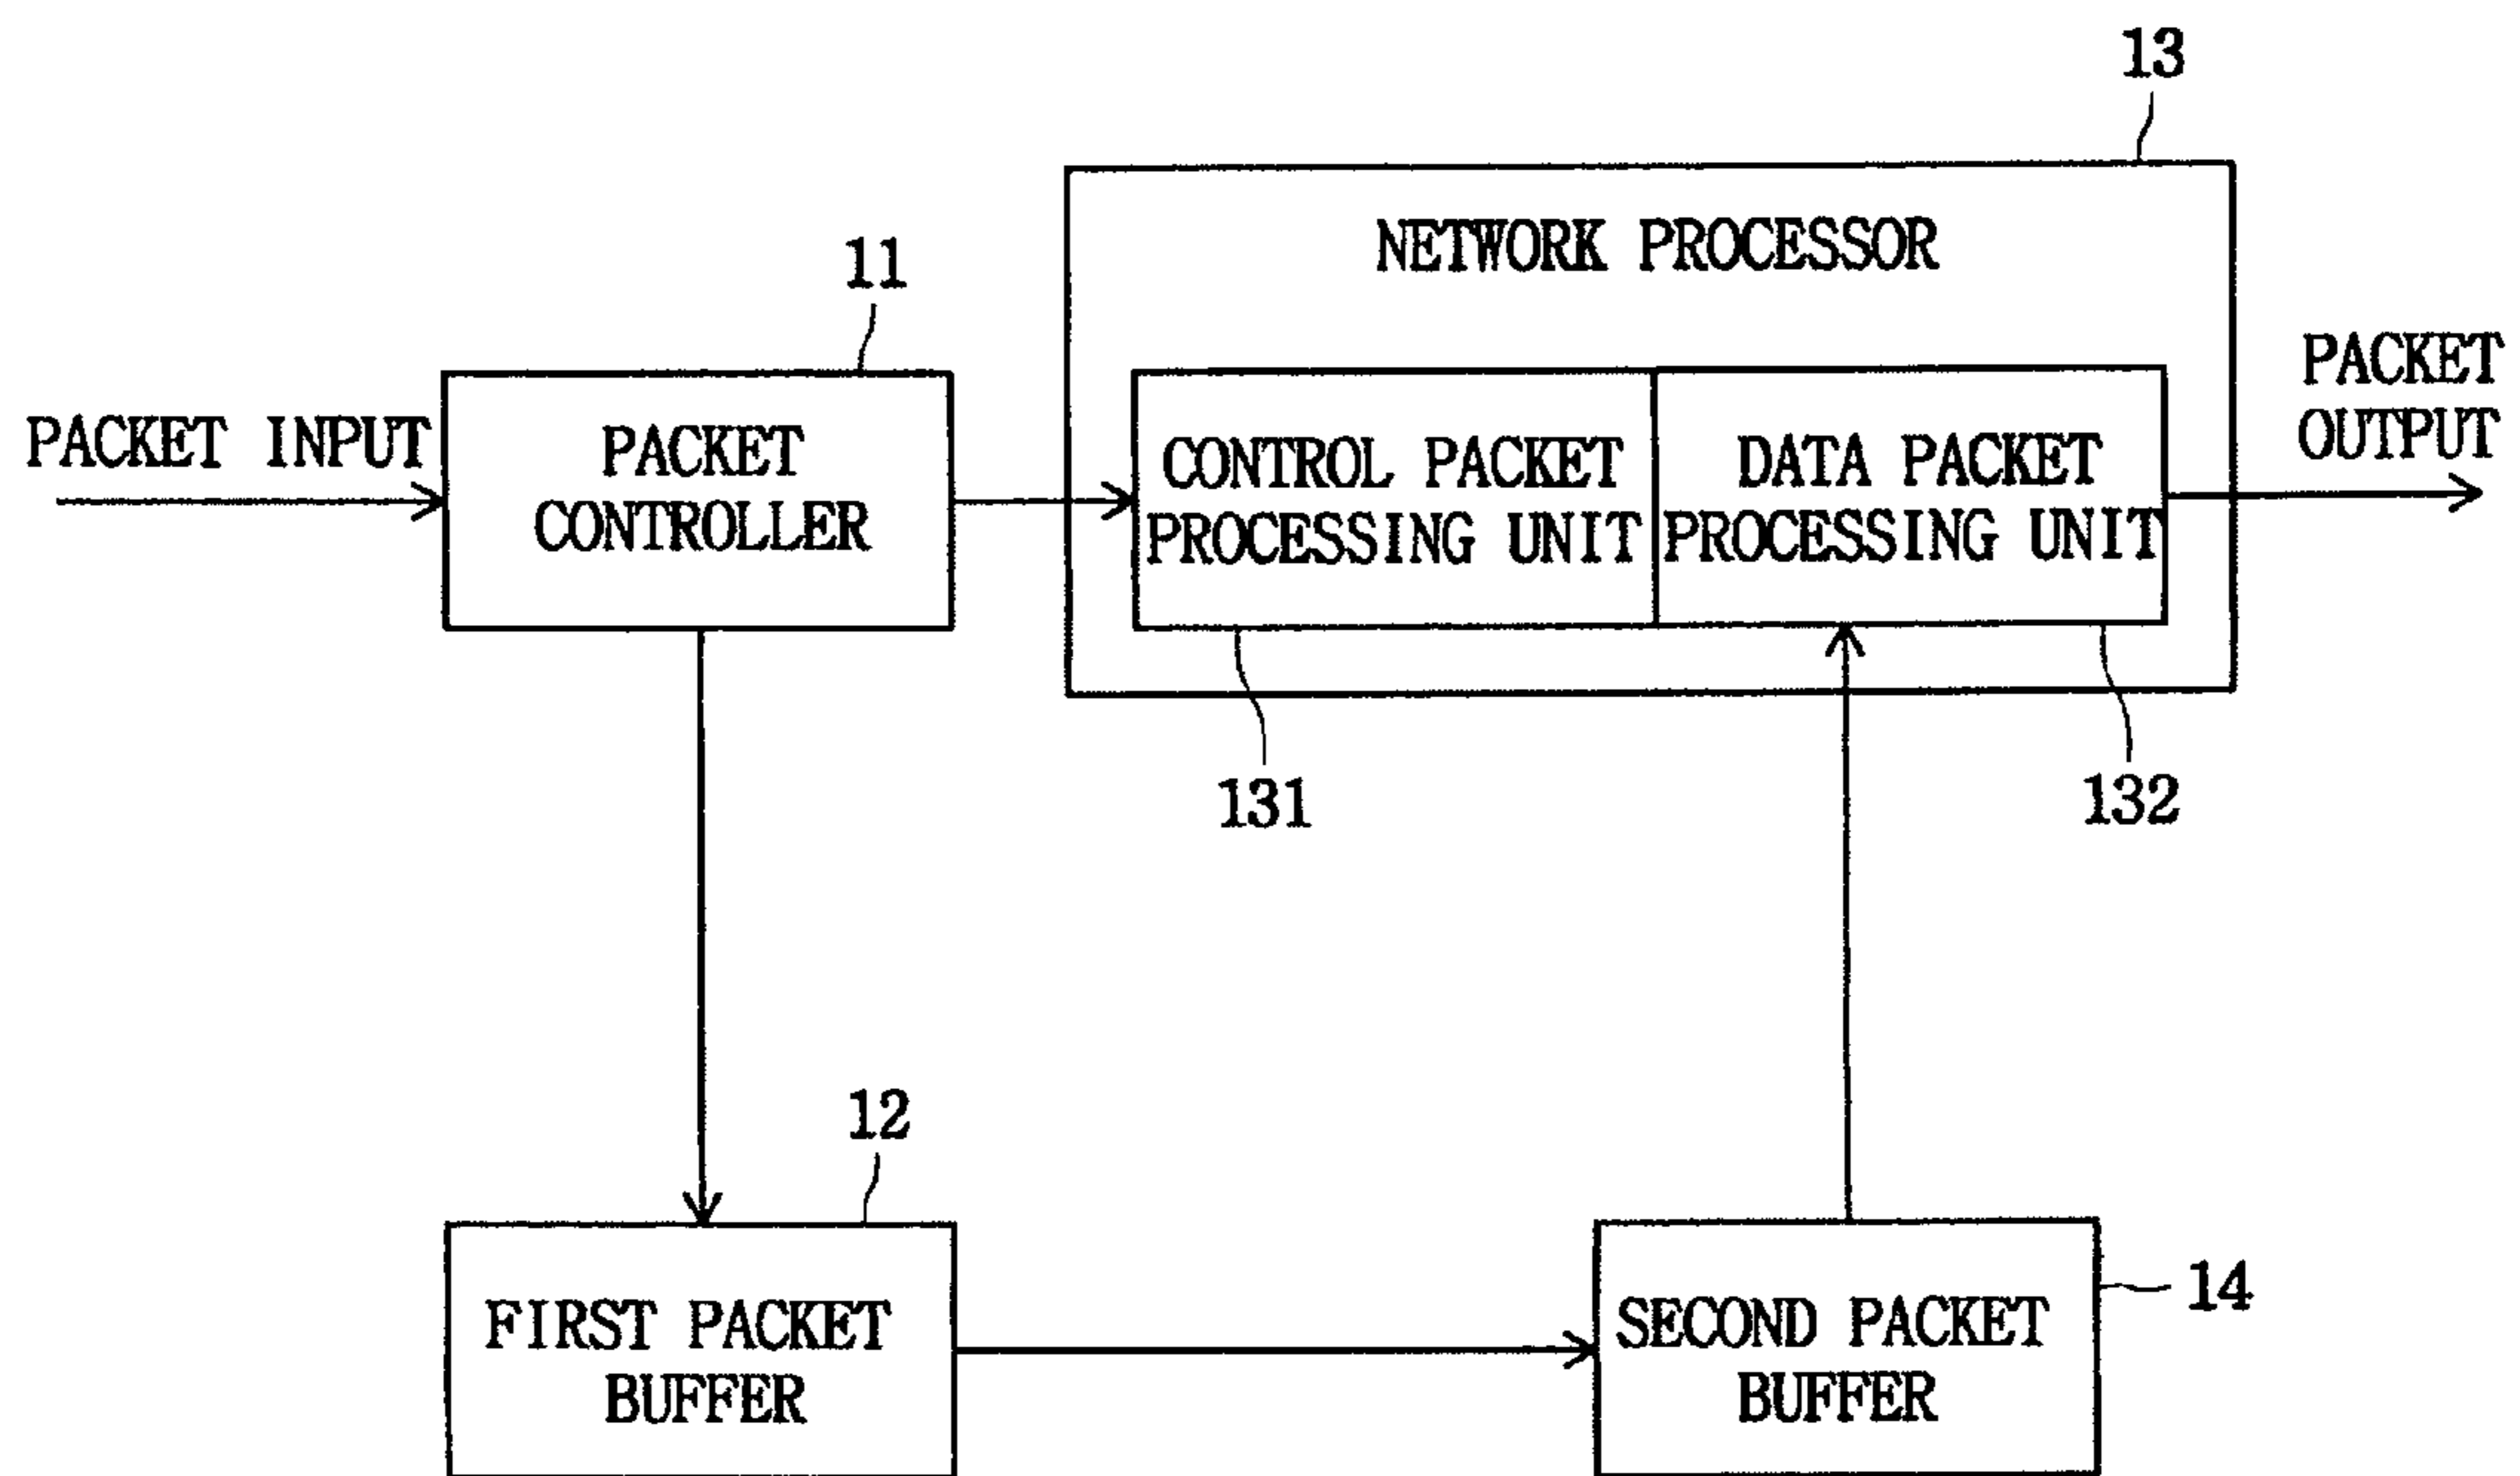 13
NETWORK PROCESSOR
11
PACKET INPUT
PACKET
CONTROLLER
CONTROL PACKET
PROCESSING UNIT
DATA PACKET
PROCESSING UNIT
PACKET
OUTPUT
131
132
12
FIRST PACKET
BUFFER
SECOND PACKET
BUFFER
14